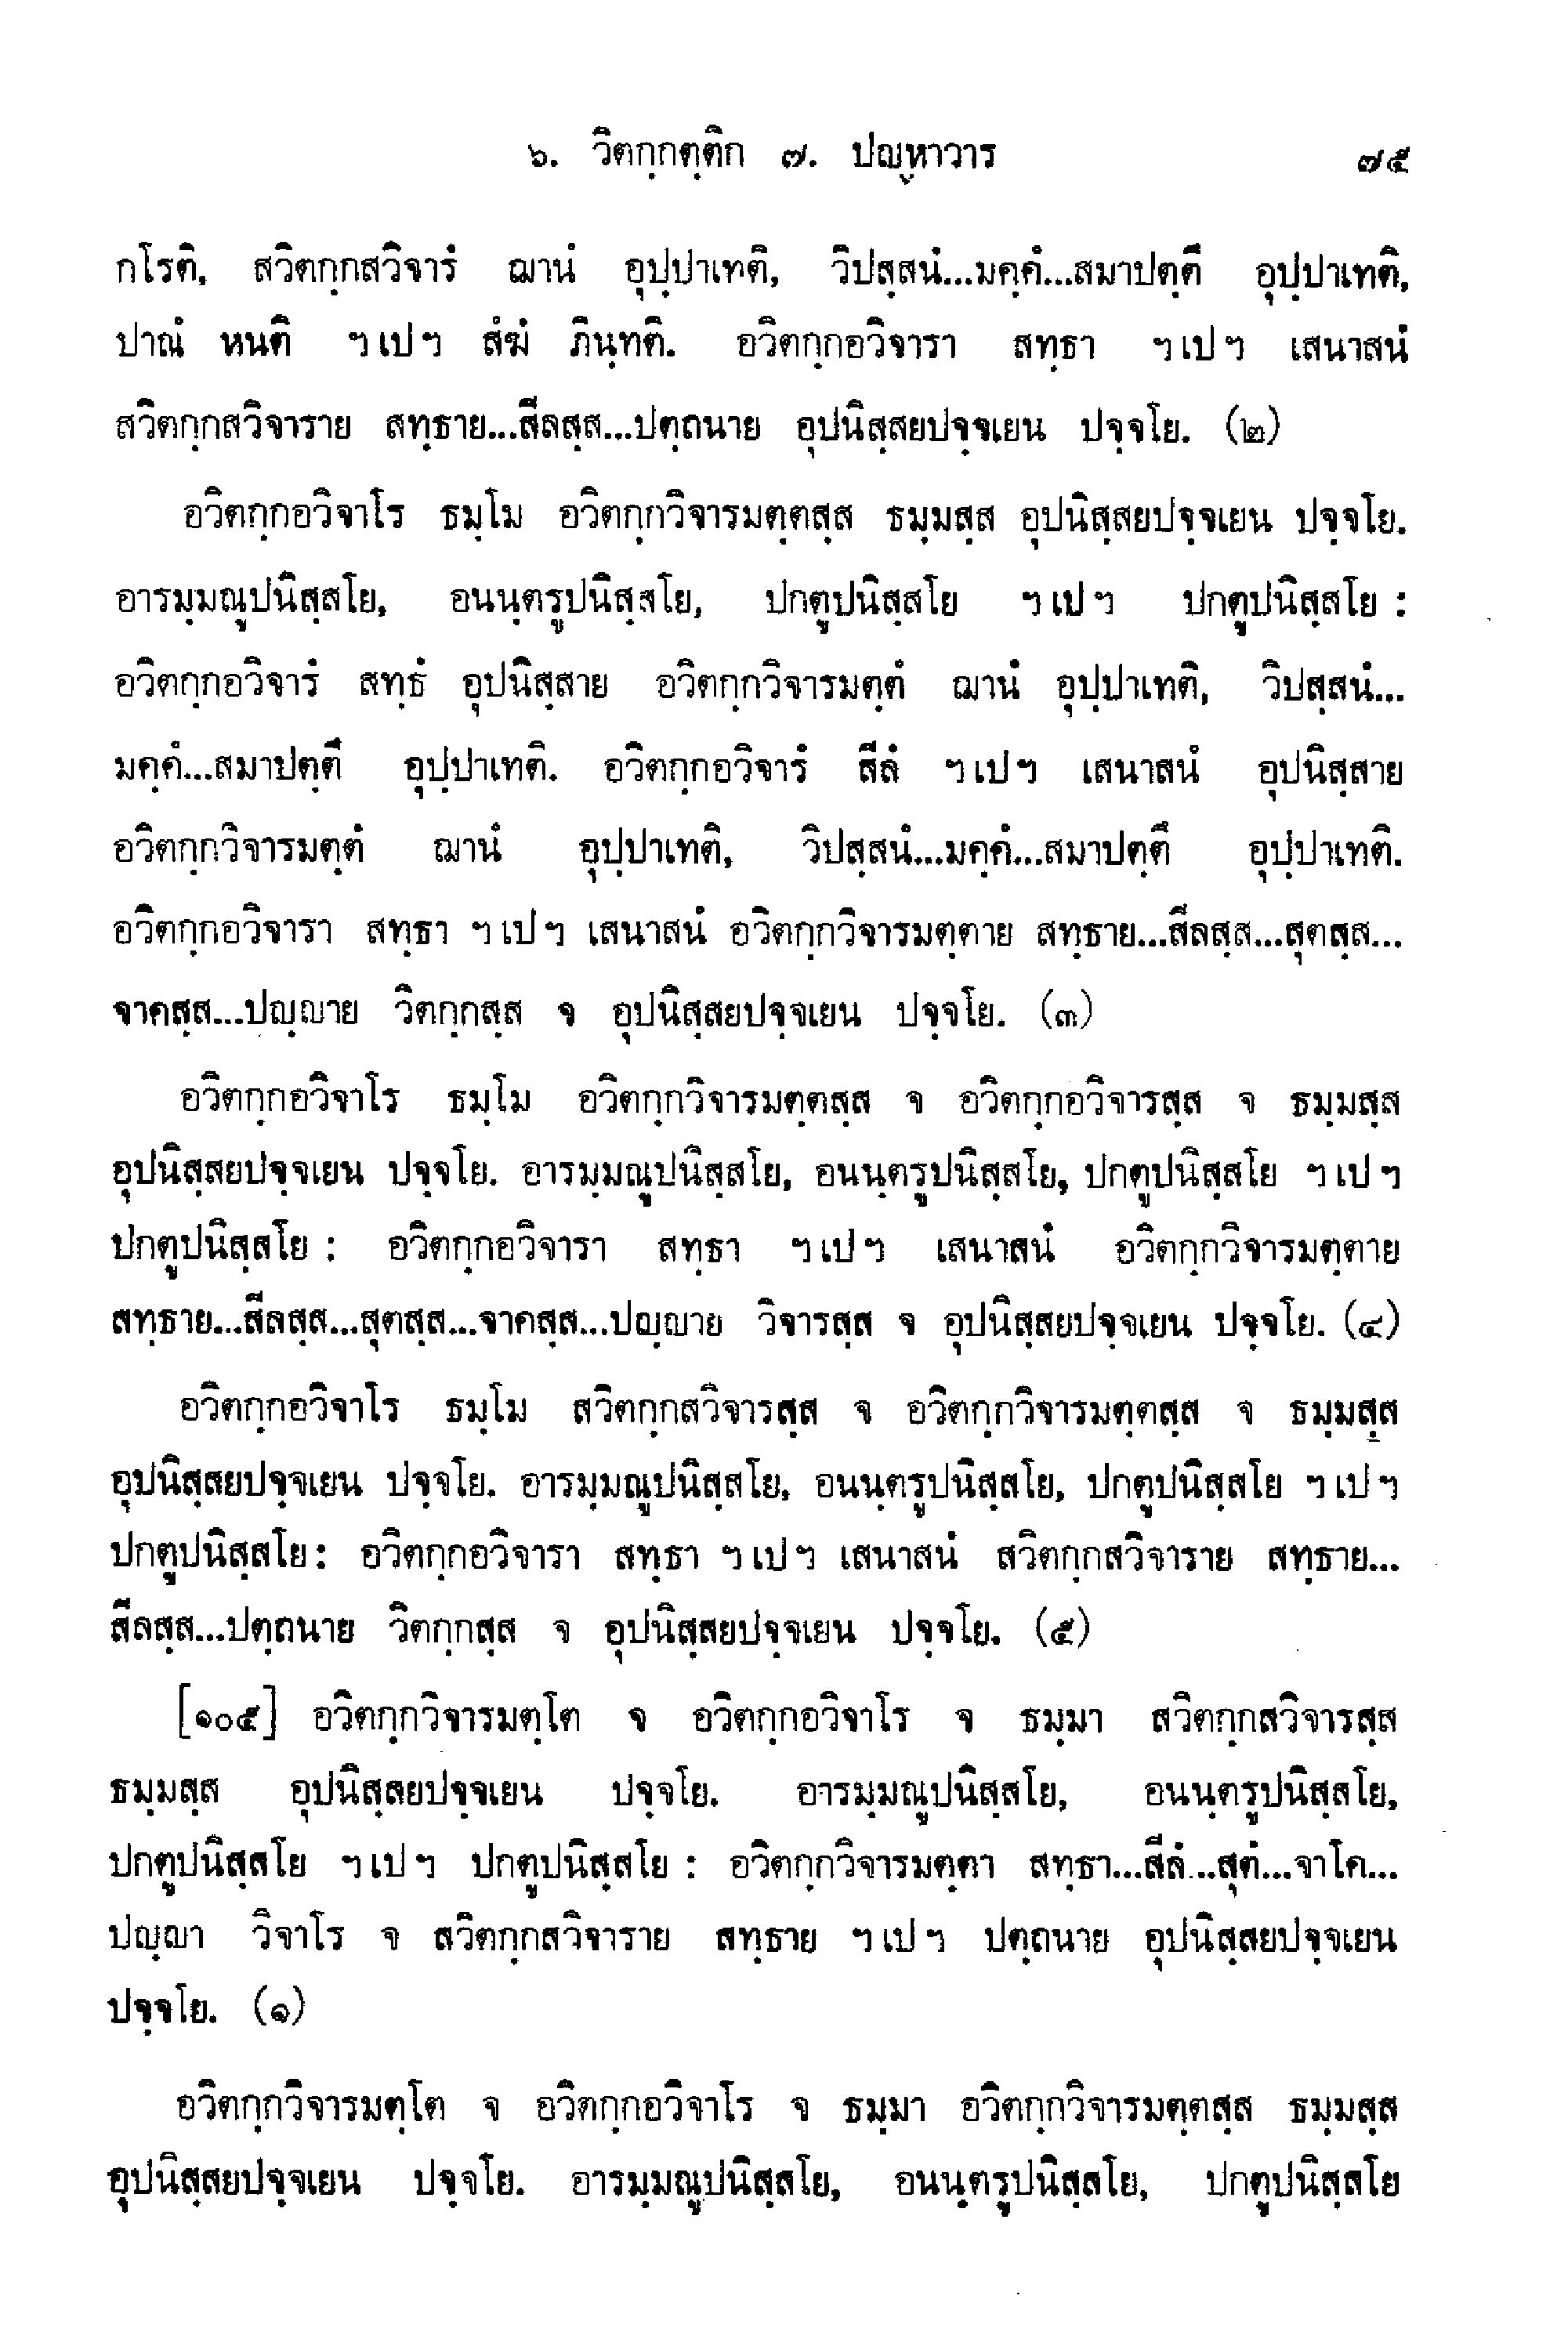 ๖. วิตกฺกตฺติก ๗. ปญฺหาวาร ๗๕
กโรติ, สวิตกฺกสวิจารํ ฌานํ อุปฺปาเทติ, วิปสฺสนํ...มคฺคํ...สมาปตฺตึ อุปฺปาเทติ,
ปาณํ หนติ ฯ เป ฯ สํฆํ ภินฺทติ. อวิตกฺกอวิจารา สทฺธา ฯ เป ฯ เสนาสนํ
สวิตกฺกสวิจาราย สทฺธาย...สีลสฺส...ปตฺถนาย อุปนิสฺสยปจฺจเยน ปจฺจโย. (๒)
อวิตกฺกอวิจาโร ธมฺโม อวิตกฺกวิจารมตฺตสฺส ธมฺมสฺส อุปนิสฺสยปจฺจเยน ปจฺจโย.
อารมฺมณูปนิสฺสโย, อนนฺตรูปนิสฺสโย, ปกตูปนิสฺสโย ฯ เป ฯ ปกตูปนิสฺสโย :
อวิตกฺกอวิจารํ สทฺธํ อุปนิสฺสาย อวิตกฺกวิจารมตฺตํ ฌานํ อุปฺปาเทติ, วิปสฺสนํ...
มคฺคํ...สมาปตฺตึ อุปฺปาเทติ. อวิตกฺกอวิจารํ สีลํ ฯ เป ฯ เสนาสนํ อุปนิสฺสาย
อวิตกฺกวิจารมตฺตํ ฌานํ อุปฺปาเทติ, วิปสฺสนํ...มคฺคํ...สมาปตฺตึ อุปฺปาเทติ.
อวิตกฺกอวิจารา สทฺธา ฯ เป ฯ เสนาสนํ อวิตกฺกวิจารมตฺตาย สทฺธาย...สีลสฺส...สุตสฺส...
จาคสฺส...ปญฺญาย วิตกฺกสฺส จ อุปนิสฺสยปจฺจเยน ปจฺจโย. (๓)
อวิตกฺกอวิจาโร ธมฺโม อวิตกฺกวิจารมตฺตสฺส จ อวิตกฺกอวิจารสฺส จ ธมฺมสฺส
อุปนิสฺสยปจฺจเยน ปจฺจโย. อารมฺมณูปนิสฺสโย, อนนฺตรูปนิสฺสโย, ปกตูปนิสฺสโย ฯ เป ฯ
ปกตูปนิสฺสโย : อวิตกฺกอวิจารา สทฺธา ฯ เป ฯ เสนาสนํ อวิตกฺกวิจารมตฺตาย
สทฺธาย...สีลสฺส...สุตสฺส...จาคสฺส...ปญฺญาย วิจารสฺส จ อุปนิสฺสยปจฺจเยน ปจฺจโย. (๔)
อวิตกฺกอวิจาโร ธมฺโม สวิตกฺกสวิจารสฺส จ อวิตกฺกวิจารมตฺตสฺส จ ธมฺมสฺส
อุปนิสฺสยปจฺจเยน ปจฺจโย. อารมฺมณูปนิสฺสโย, อนนฺตรูปนิสฺสโย, ปกตูปนิสฺสโย ฯ เป ฯ
ปกตูปนิสฺสโย : อวิตกฺกอวิจารา สทฺธา ฯ เป ฯ เสนาสนํ สวิตกฺกสวิจาราย สทฺธาย...
สีลสฺส...ปตฺถนาย วิตกฺกสฺส จ อุปนิสฺสยปจฺจเยน ปจฺจโย. (๕)
[๑๐๕] อวิตกฺกวิจารมตฺโต จ อวิตกฺกอวิจาโร จ ธมฺมา สวิตกฺกสวิจารสฺส
ธมฺมสฺส อุปนิสฺสยปจฺจเยน ปจฺจโย. อารมฺมณูปนิสฺสโย, อนนฺตรูปนิสฺสโย,
ปกตูปนิสฺสโย ฯ เป ฯ ปกตูปนิสฺสโย : อวิตกฺกวิจารมตฺตา สทฺธา...สีลํ...สุตํ...จาโค...
ปญฺญา วิจาโร จ สวิตกฺกสวิจาราย สทฺธาย ฯ เป ฯ ปตฺถนาย อุปนิสฺสยปจฺจเยน
ปจฺจโย. (๑)
อวิตกฺกวิจารมตฺโต จ อวิตกฺกอวิจาโร จ ธมฺมา อวิตกฺกวิจารมตฺตสฺส ธมฺมสฺส
อุปนิสฺสยปจฺจเยน ปจฺจโย. อารมฺมณูปนิสฺสโย, อนนฺตรูปนิสฺสโย, ปกตูปนิสฺสโย